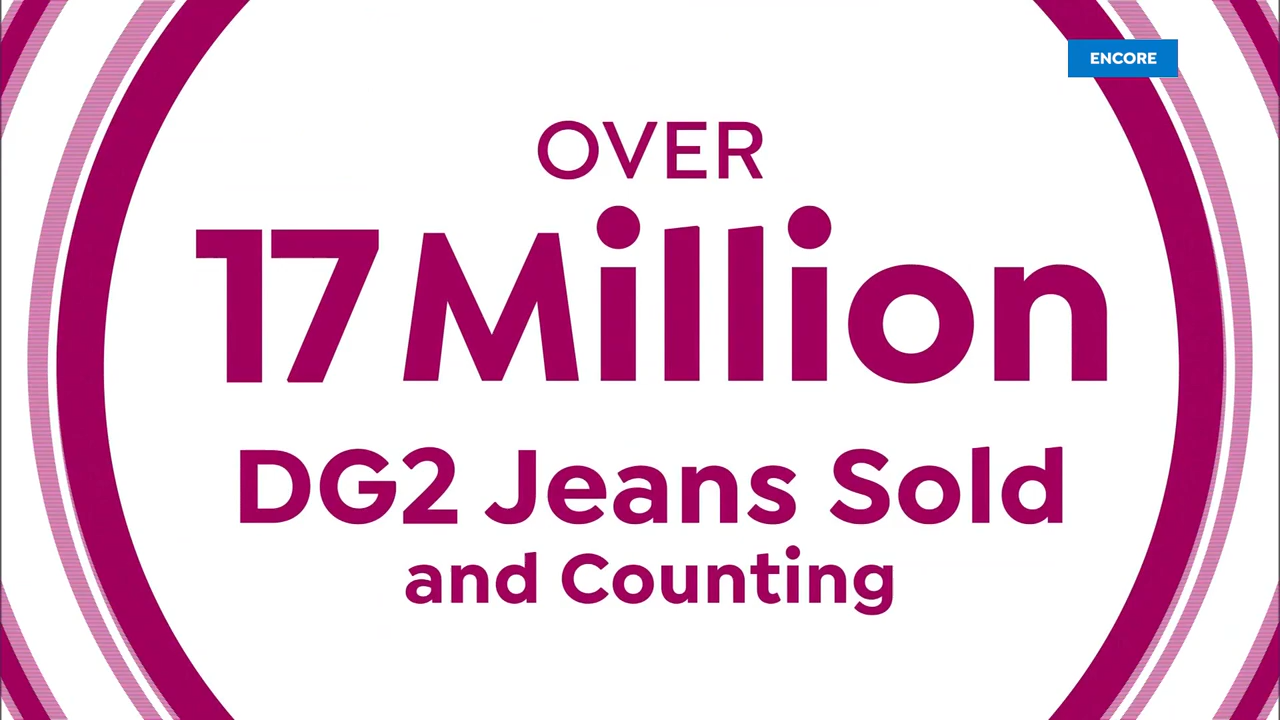 ENCORE
OVER
17 Million
DG2 Jeans Sold
and Counting